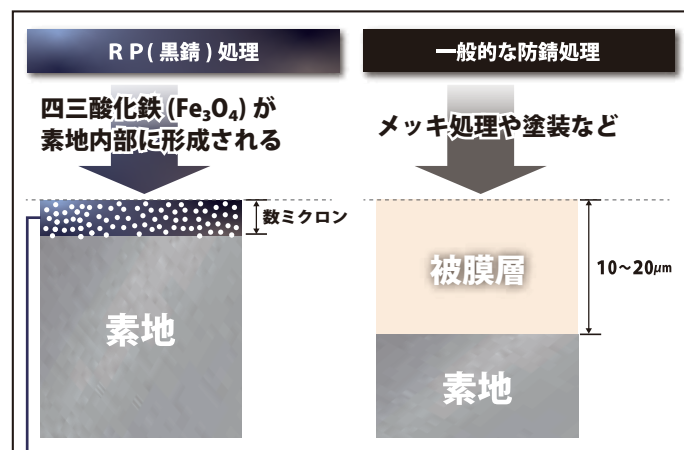 RP(黒錆)処理
四三酸化鉄(Fe₃O₄)が
素地内部に形成される
数ミクロン
素地
一般的な防錆処理
メッキ処理や塗装など
被膜層
10～20μm
素地